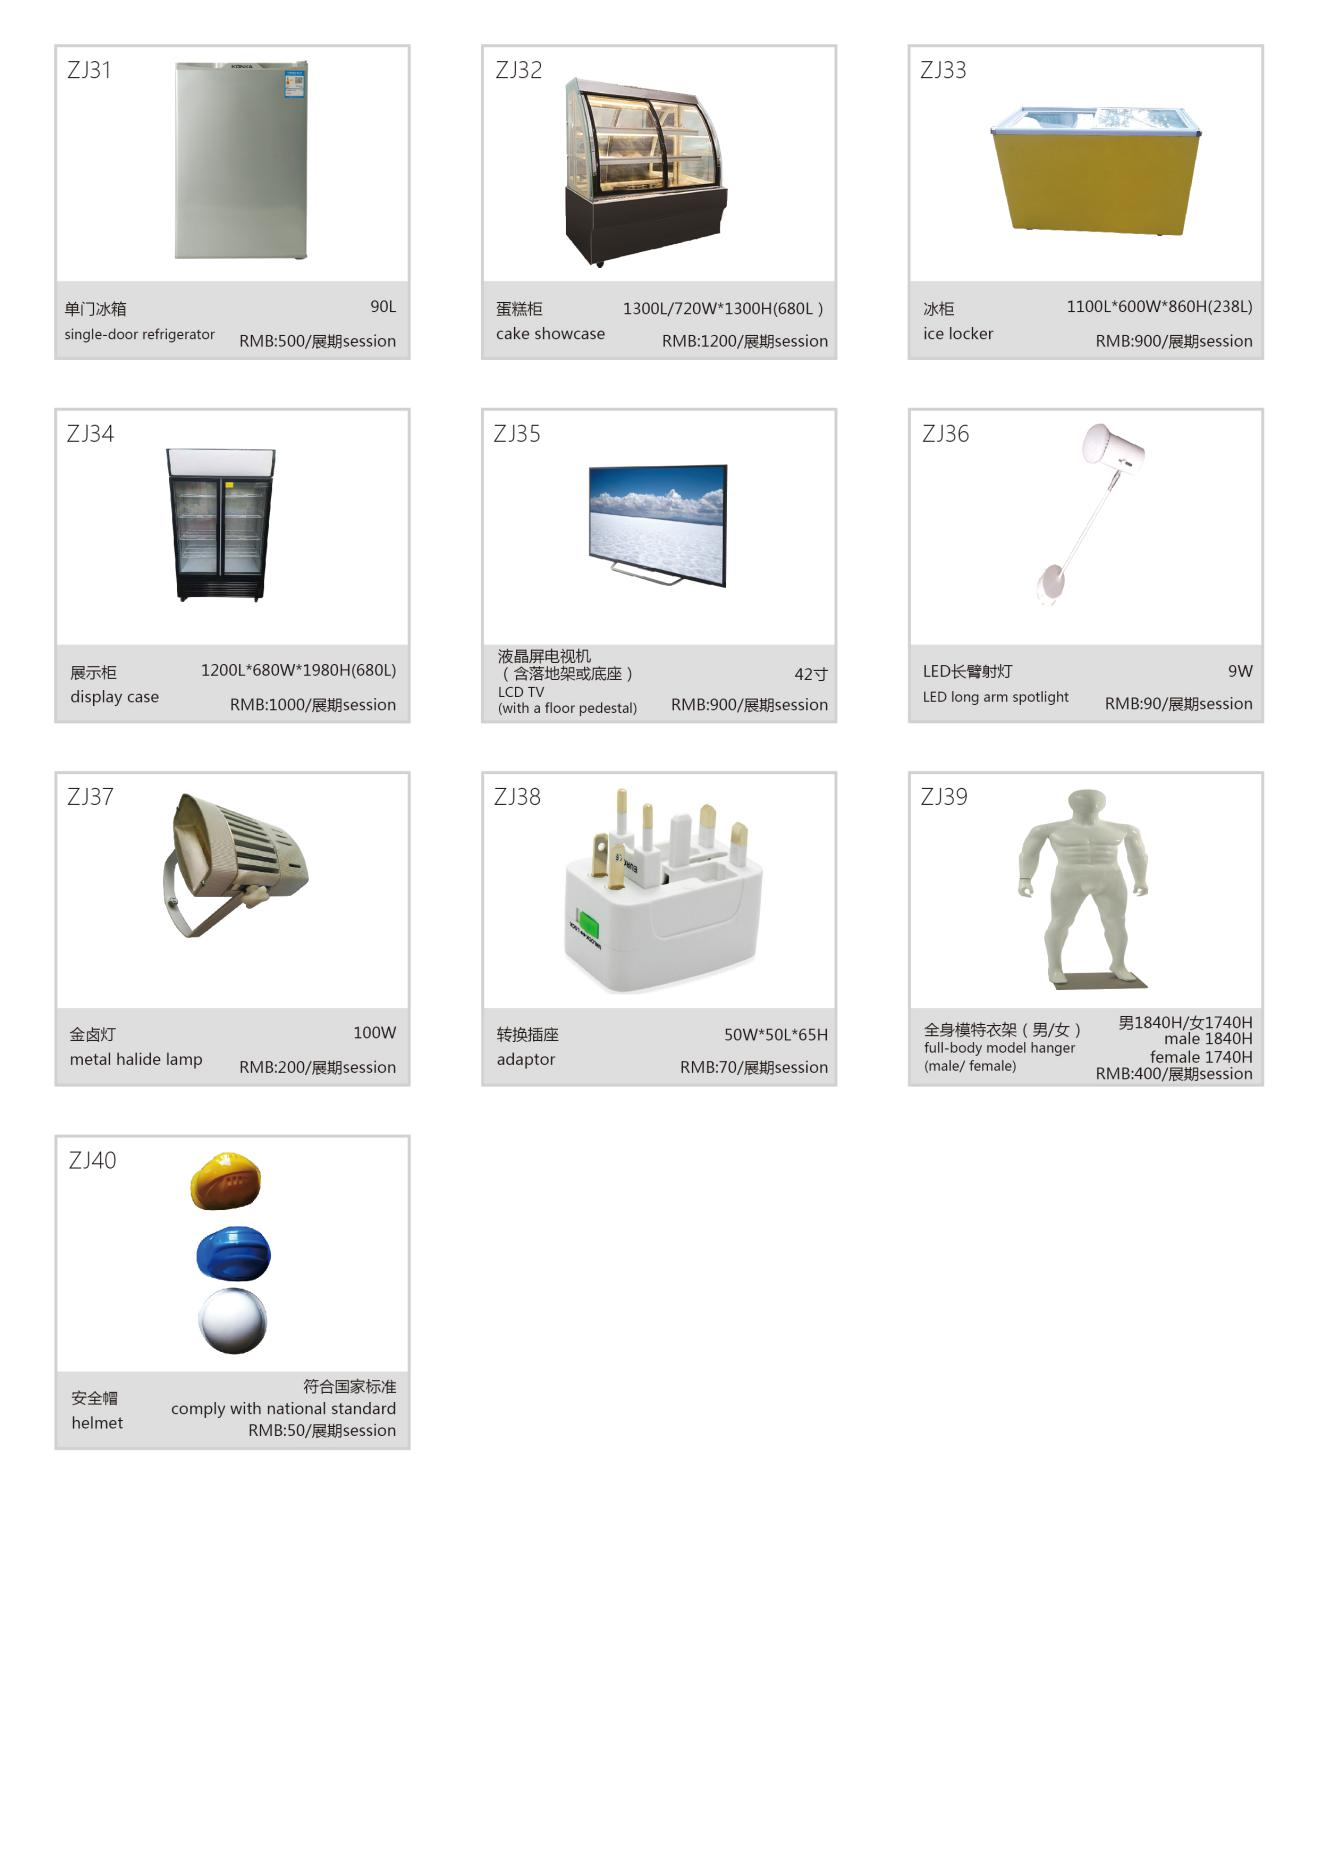 ZJ31
KONKA
单门冰箱
90L
single-door refrigerator
RMB:500/展期session
ZJ32
蛋糕柜
1300L/720W*1300H(680L）
cake showcase
RMB:1200/展期session
ZJ33
冰柜
1100L*600W*860H(238L)
ice locker
RMB:900/展期session
ZJ34
展示柜
1200L*680W*1980H(680L)
display case
RMB:1000/展期session
ZJ35
液晶屏电视机
（含落地架或底座）
42寸
LCD TV
(with a floor pedestal)
RMB:900/展期session
ZJ36
LED长臂射灯
9W
LED long arm spotlight
RMB:90/展期session
ZJ37
金卤灯
100W
metal halide lamp
RMB:200/展期session
ZJ38
转换插座
50W*50L*65H
adaptor
RMB:70/展期session
ZJ39
全身模特衣架（男/女）
full-body model hanger
(male/ female)
男1840H/女1740H
male 1840H
female 1740H
RMB:400/展期session
ZJ40
安全帽
helmet
符合国家标准
comply with national standard
RMB:50/展期session